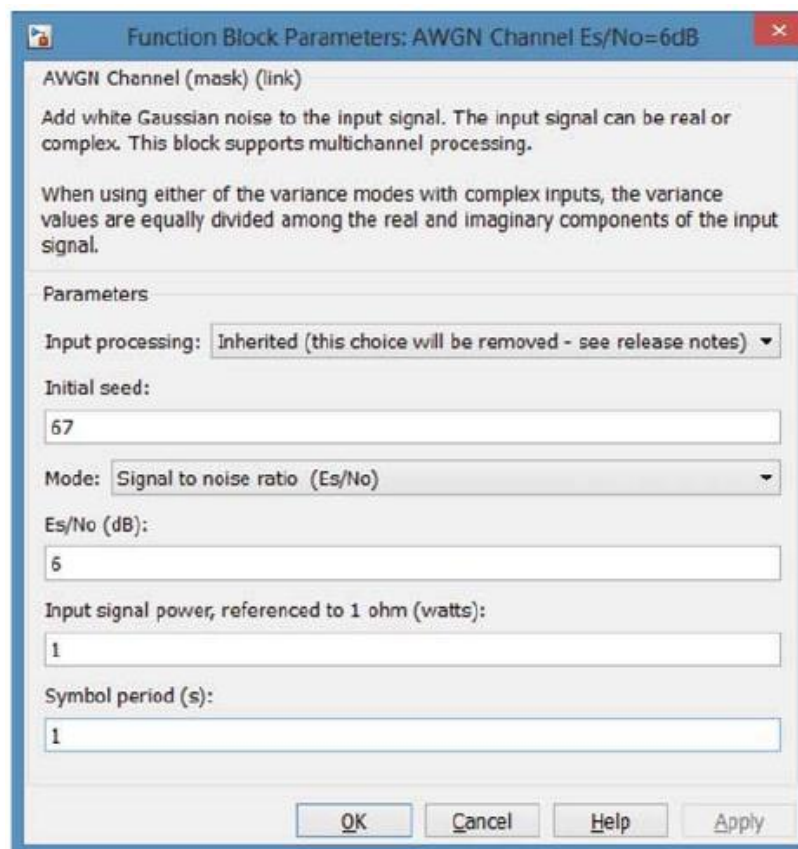 Function Block Parameters: AWGN Channel Es/No=6dB
AWGN Channel (mask) (link)
Add white Gaussian noise to the input signal. The input signal can be real or
complex. This block supports multichannel processing.
When using either of the variance modes with complex inputs, the variance
values are equally divided among the real and imaginary components of the input
signal.
Parameters
Input processing: Inherited (this choice will be removed - see release notes)
Initial seed:
67
Mode: Signal to noise ratio (Es/No)
Es/No (dB):
6
Input signal power, referenced to 1 ohm (watts):
1
Symbol period (s):
1
OK Cancel Help Apply